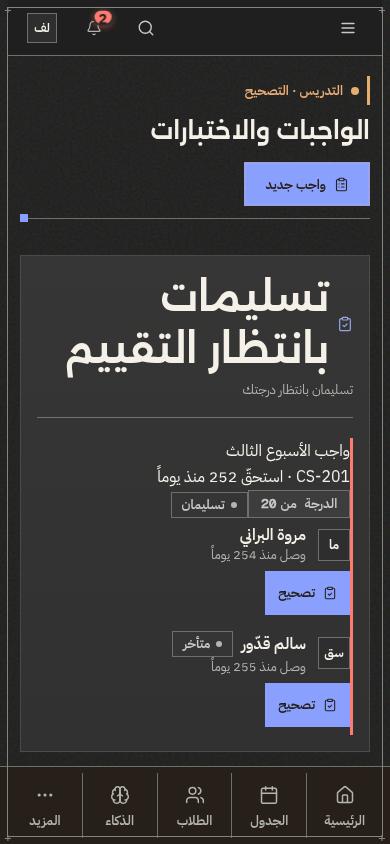 2
لف
التدريس · التصحيح
الواجبات والاختبارات
واجب جديد
تسليمات
بانتظار التقييم
تسليمان بانتظار درجتك
واجب الأسبوع الثالث
CS-201 · استحقّ 252 منذ يوماً
الدرجة من 20
تسليمان
ما
مروة البراني
وصل منذ 254 يوماً
تصحيح
سق
سالم قدّور
متأخر
وصل منذ 255 يوماً
تصحيح
الرئيسية
الجدول
الطلاب
الذكاء
المزيد